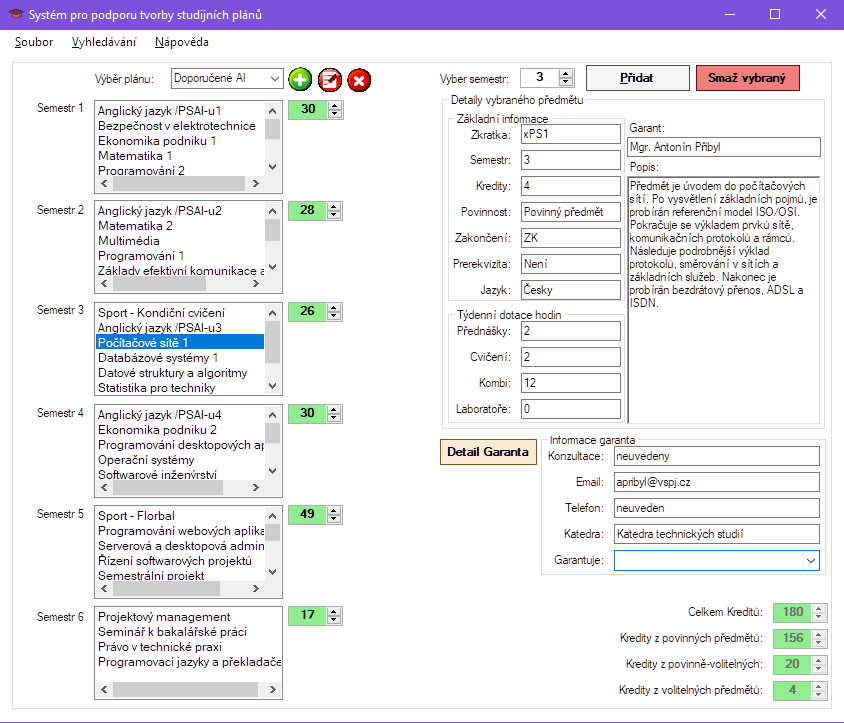 Systém pro podporu tvorby studijních plánů
Soubor Vyhledávání Nápověda
Výběr plánu: Doporučené AI
Vyber semestr: 3 Přidat Smaž vybraný
Semestr 1
Anglický jazyk /PSAI-u1
Bezpečnost v elektrotechnice
Ekonomika podniku 1
Matematika 1
Programování 2
30
Semestr 2
Anglický jazyk /PSAI-u2
Matematika 2
Multimédia
Programování 1
Základy efektivní komunikace a
28
Semestr 3
Sport - Kondiční cvičení
Anglický jazyk /PSAI-u3
Počítačové sítě 1
Databázové systémy 1
Datové struktury a algoritmy
Statistika pro techniky
26
Semestr 4
Anglický jazyk /PSAI-u4
Ekonomika podniku 2
Programování desktopových ap
Operační systémy
Softwarové inženýrství
30
Semestr 5
Sport - Florbal
Programování webových aplika
Serverová a desktopová admin
Řízení softwarových projektů
Semestrální projekt
49
Semestr 6
Projektový management
Seminář k bakalářské práci
Právo v technické praxi
Programovací jazyky a překladače
17
Detaily vybraného předmětu
Základní informace
Zkratka: xPS1
Semestr: 3
Kredity: 4
Povinnost: Povinný předmět
Zakončení: ZK
Prerekvizita: Není
Jazyk: Česky
Týdenní dotace hodin
Přednášky: 2
Cvičení: 2
Kombi: 12
Laboratoře: 0
Garant:
Mgr. Antonín Přibyl
Popis:
Předmět je úvodem do počítačových
sítí. Po vysvětlení základních pojmů, je
probírán referenční model ISO/OSI.
Pokračuje se výkladem prvků sítě,
komunikačních protokolů a rámců.
Následuje podrobnější výklad
protokolů, směrování v sítích a
základních služeb. Nakonec je
probírán bezdrátový přenos, ADSL a
ISDN.
Detail Garanta
Informace garanta
Konzultace: neuvedeny
Email: apribyl@vspj.cz
Telefon: neuveden
Katedra: Katedra technických studií
Garantuje:
Celkem Kreditů: 180
Kredity z povinných předmětů: 156
Kredity z povinně-volitelných: 20
Kredity z volitelných předmětů: 4